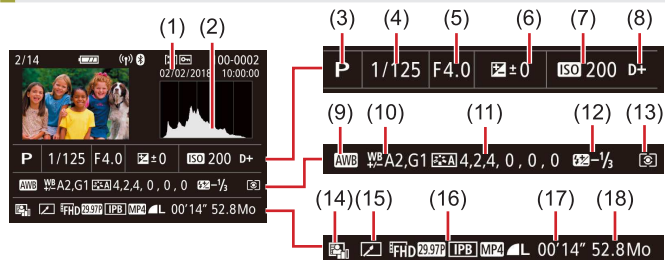 (1) (2) (3) (4) (5) (6) (7) (8)
2/14 00-0002
02/02/2018 10:00:00
P 1/125 F4.0 ±0 ISO 200 D+
P 1/125 F4.0 ±0 ISO 200 D+
(9) (10) (11) (12) (13)
AWB WB+/- A2,G1 A 4,2,4, 0, 0, 0 -1/3
AWB WB+/- A2,G1 A 4,2,4, 0, 0, 0 -1/3
(14) (15) (16) (17) (18)
FHD 29.97P IPB MP4 L 00'14" 52.8Mo
FHD 29.97P IPB MP4 L 00'14" 52.8Mo